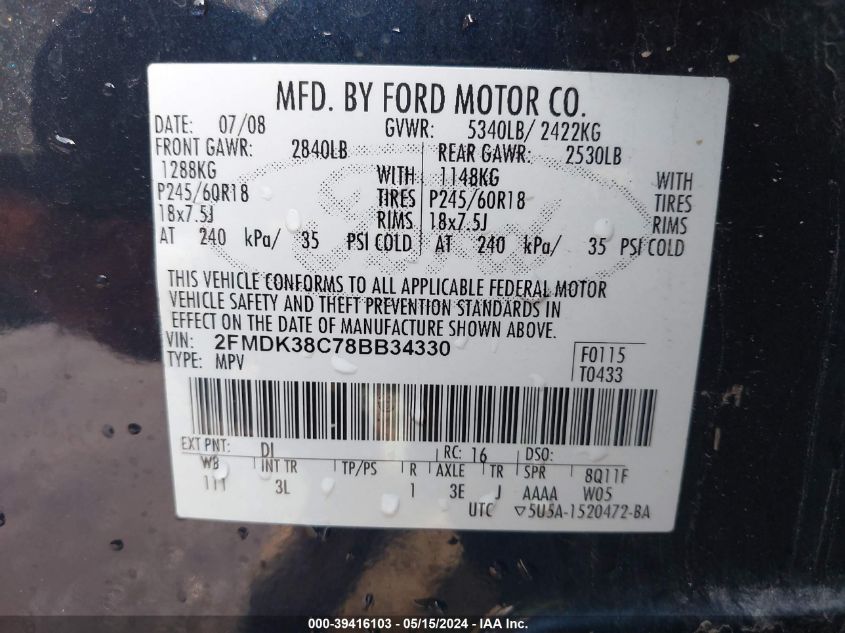 MFD. BY FORD MOTOR CO.
DATE: 07/08 GVWR: 5340LB/ 2422KG
FRONT GAWR: 2840LB REAR GAWR: 2530LB
1288KG WITH 1148KG WITH
P245/60R18 TIRES P245/60R18 TIRES
18x7.5J RIMS 18x7.5J RIMS
AT 240 kPa/ 35 PSI COLD AT 240 kPa/ 35 PSI COLD
THIS VEHICLE CONFORMS TO ALL APPLICABLE FEDERAL MOTOR
VEHICLE SAFETY AND THEFT PREVENTION STANDARDS IN
EFFECT ON THE DATE OF MANUFACTURE SHOWN ABOVE.
VIN: 2FMDK38C78BB34330 F0115
TYPE: MPV T0433
EXT PNT: DI RC: 16 DSO:
WB INT TR TP/PS R AXLE TR SPR 8Q11F
111 3L 1 3E J AAAA W05
UTC ▽5U5A-1520472-BA
000-39416103 - 05/15/2024 - IAA Inc.